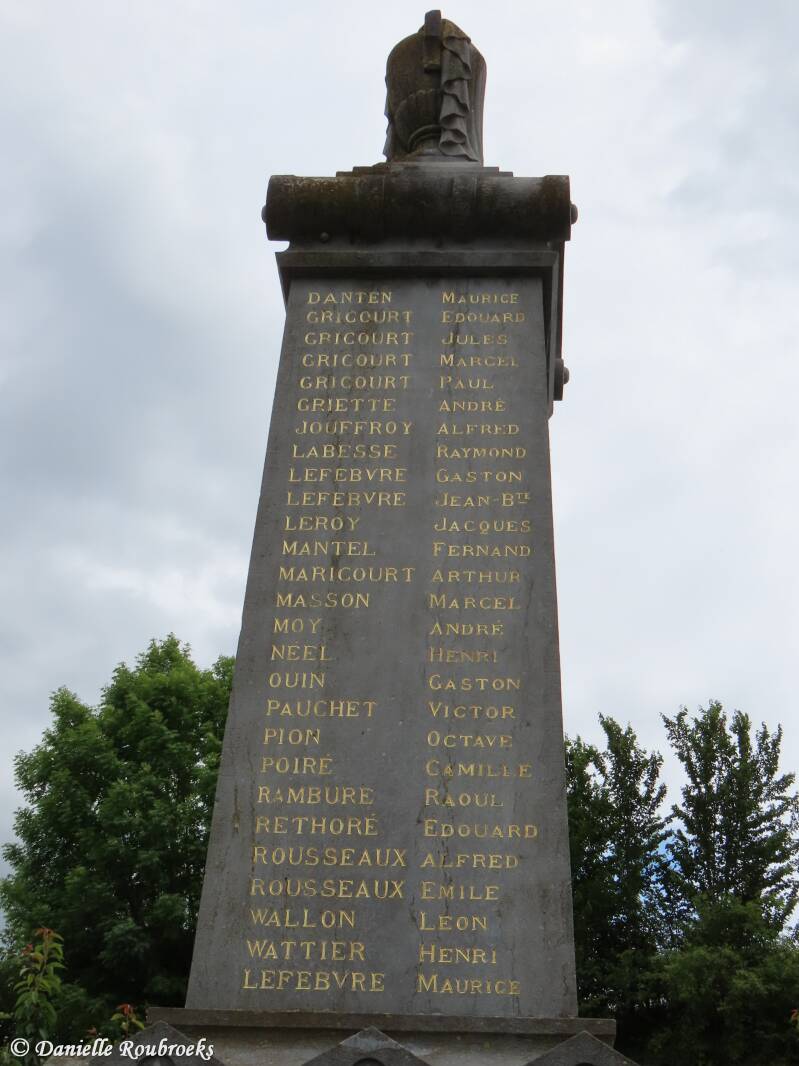 DANTEN MAURICE
GRICOURT EDOUARD
GRICOURT JULES
GRICOURT MARCEL
GRICOURT PAUL
GRIETTE ANDRÉ
JOUFFROY ALFRED
LABESSE RAYMOND
LEFEBVRE GASTON
LEFEBVRE JEAN-BTE
LEROY JACQUES
MANTEL FERNAND
MARICOURT ARTHUR
MASSON MARCEL
MOY ANDRÉ
NÉEL HENRI
OUIN GASTON
PAUCHET VICTOR
PION OCTAVE
POIRÉ CAMILLE
RAMBURE RAOUL
RETHORÉ EDOUARD
ROUSSEAUX ALFRED
ROUSSEAUX EMILE
WALLON LEON
WATTIER HENRI
LEFEBVRE MAURICE
© Danielle Roubroeks